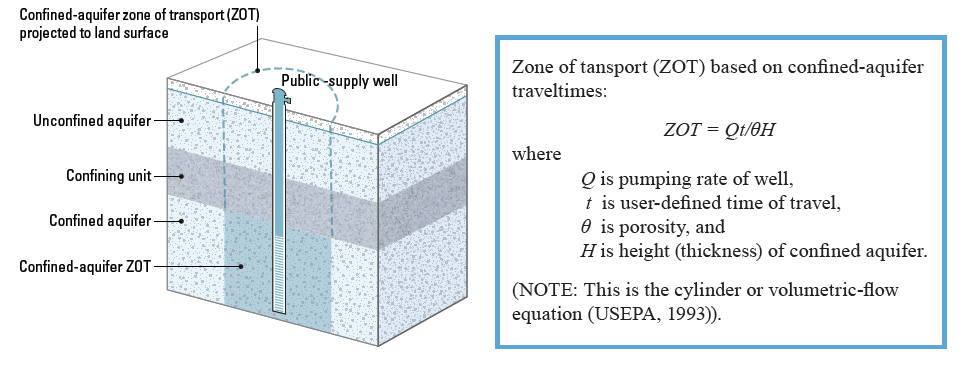 Confined-aquifer zone of transport (ZOT)
projected to land surface
Public-supply well
Unconfined aquifer
Confining unit
Confined aquifer
Confined-aquifer ZOT
Zone of tansport (ZOT) based on confined-aquifer
traveltimes:
ZOT = Qt/θH
where
Q is pumping rate of well,
t is user-defined time of travel,
θ is porosity, and
H is height (thickness) of confined aquifer.
(NOTE: This is the cylinder or volumetric-flow
equation (USEPA, 1993)).